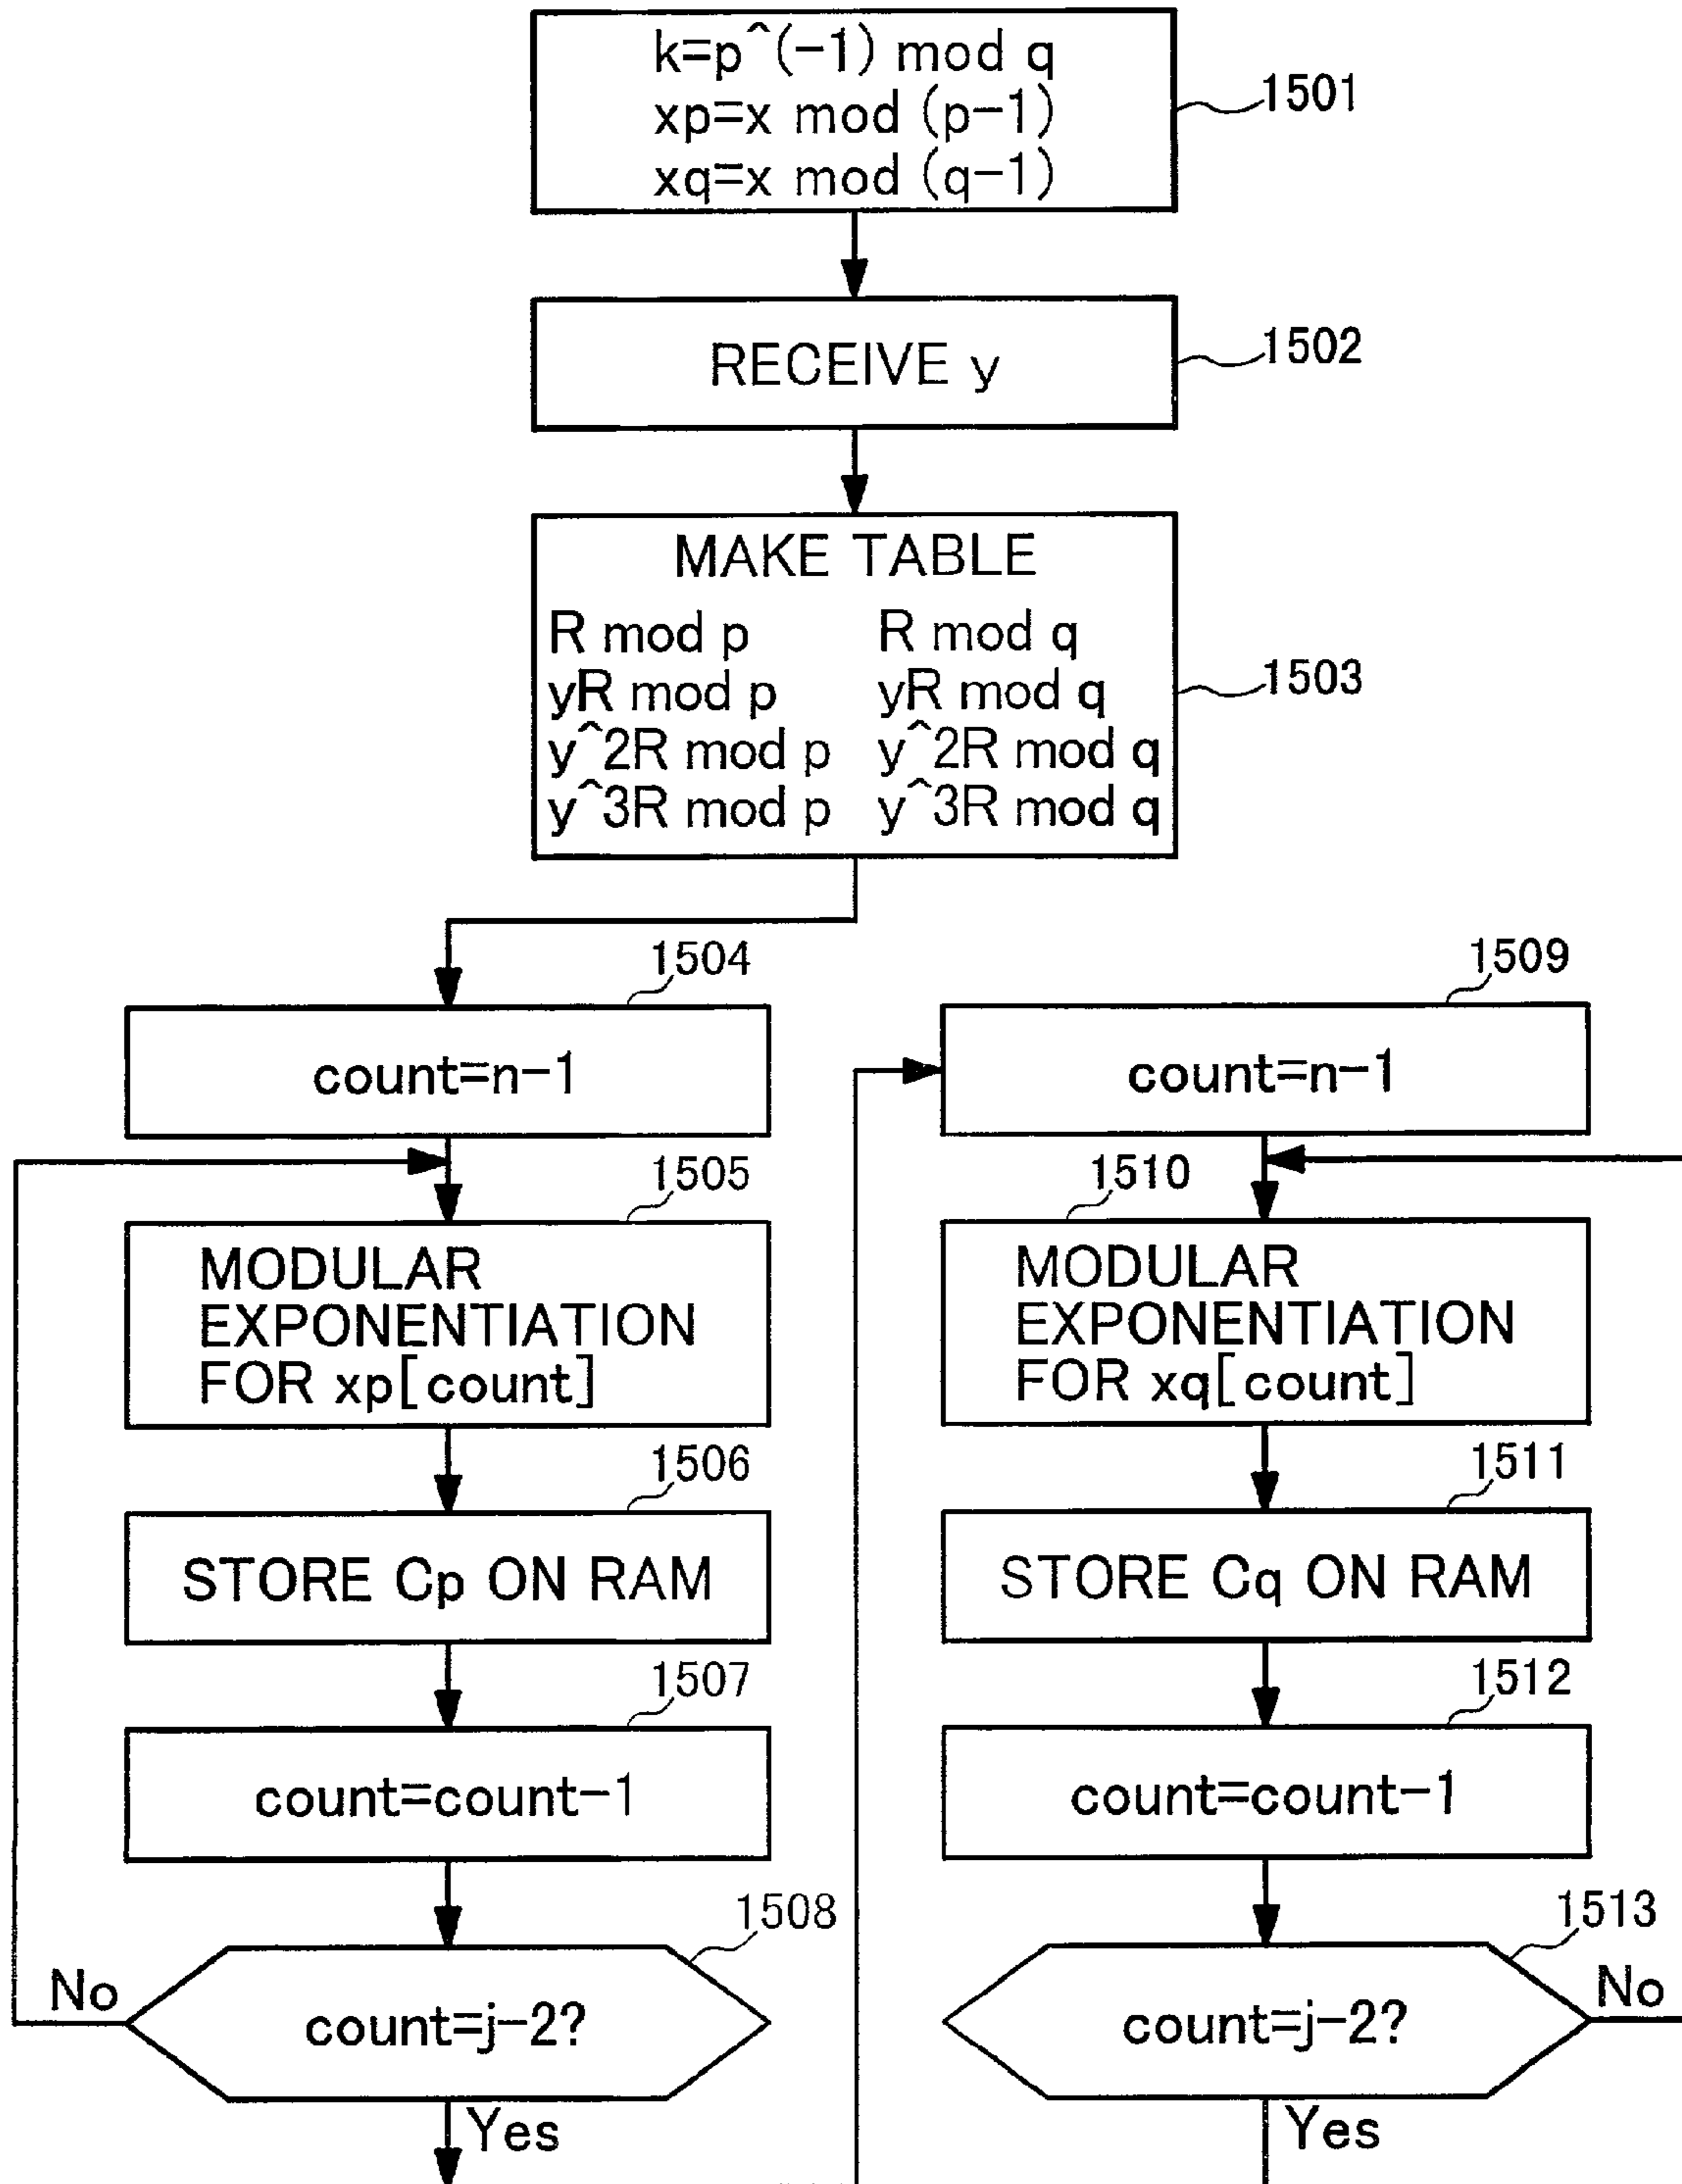 k=p^(-1) mod q
xp=x mod (p-1)
xq=x mod (q-1)
1501
RECEIVE y
1502
MAKE TABLE
R mod p R mod q
yR mod p yR mod q
y^2R mod p y^2R mod q
y^3R mod p y^3R mod q
1503
1504
count=n-1
1505
MODULAR
EXPONENTIATION
FOR xp[count]
1506
STORE Cp ON RAM
1507
count=count-1
1508
No
count=j-2?
Yes
1509
count=n-1
1510
MODULAR
EXPONENTIATION
FOR xq[count]
1511
STORE Cq ON RAM
1512
count=count-1
1513
No
count=j-2?
Yes